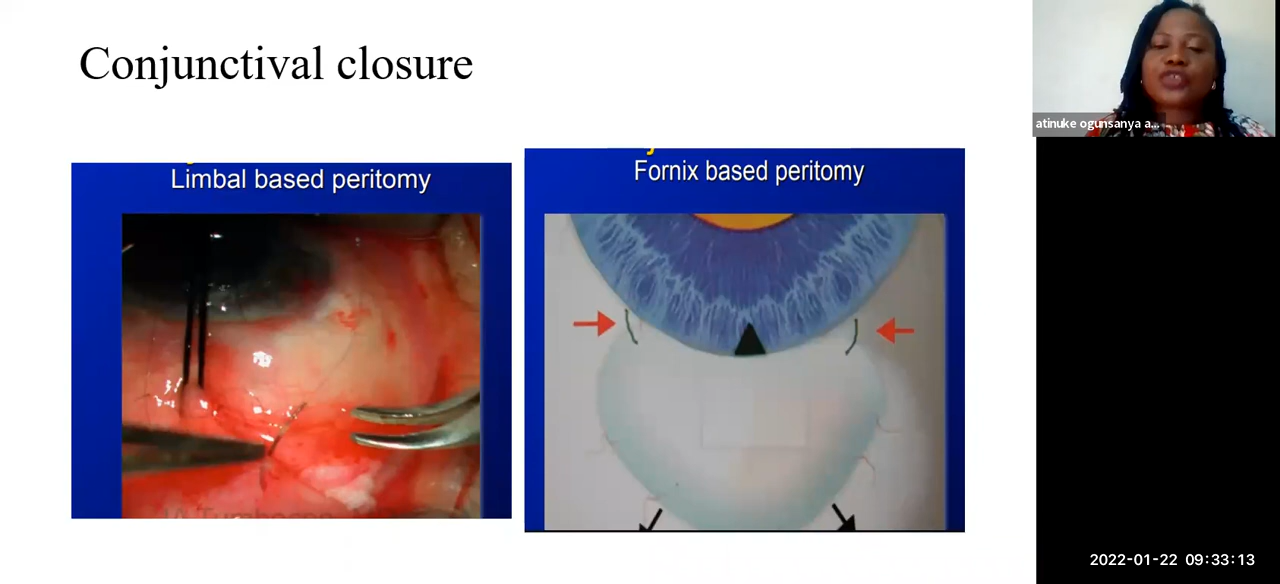 Conjunctival closure
Limbal based peritomy
Fornix based peritomy
atinuke ogunsanya a...
2022-01-22 09:33:13